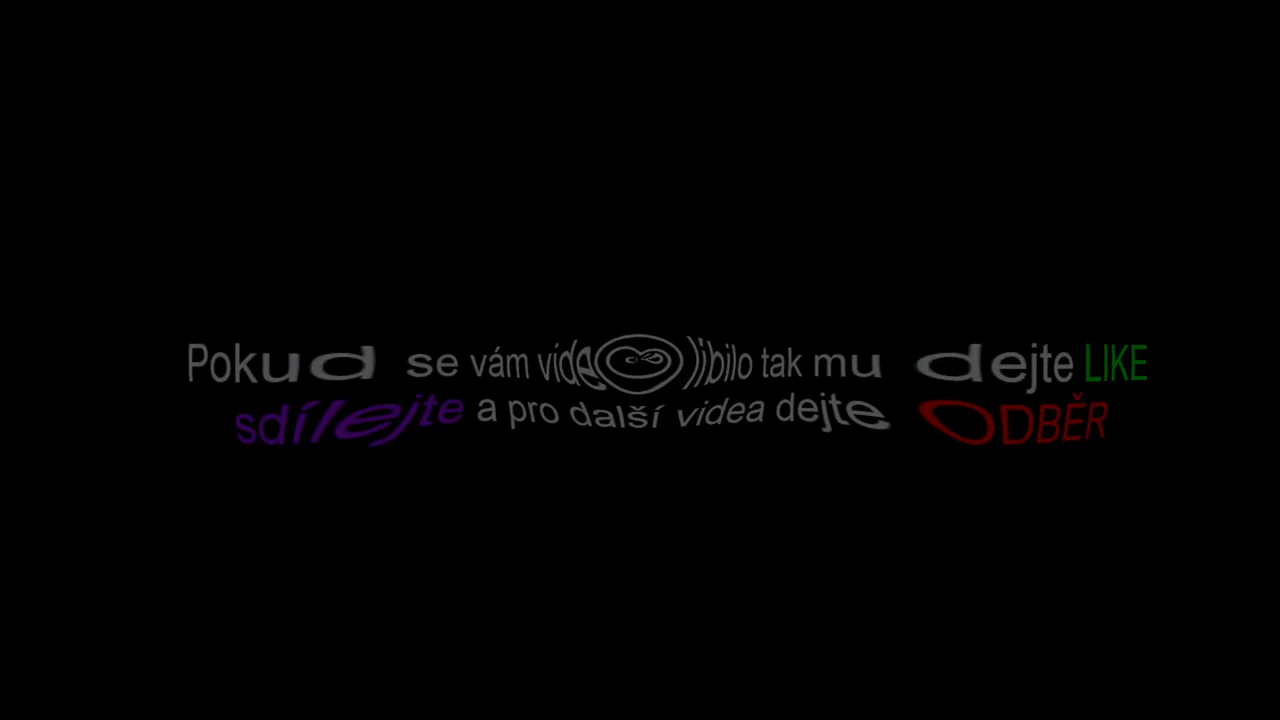 Pokud se vám video líbilo tak mu dejte LIKE
sdílejte a pro další videa dejte ODBĚR